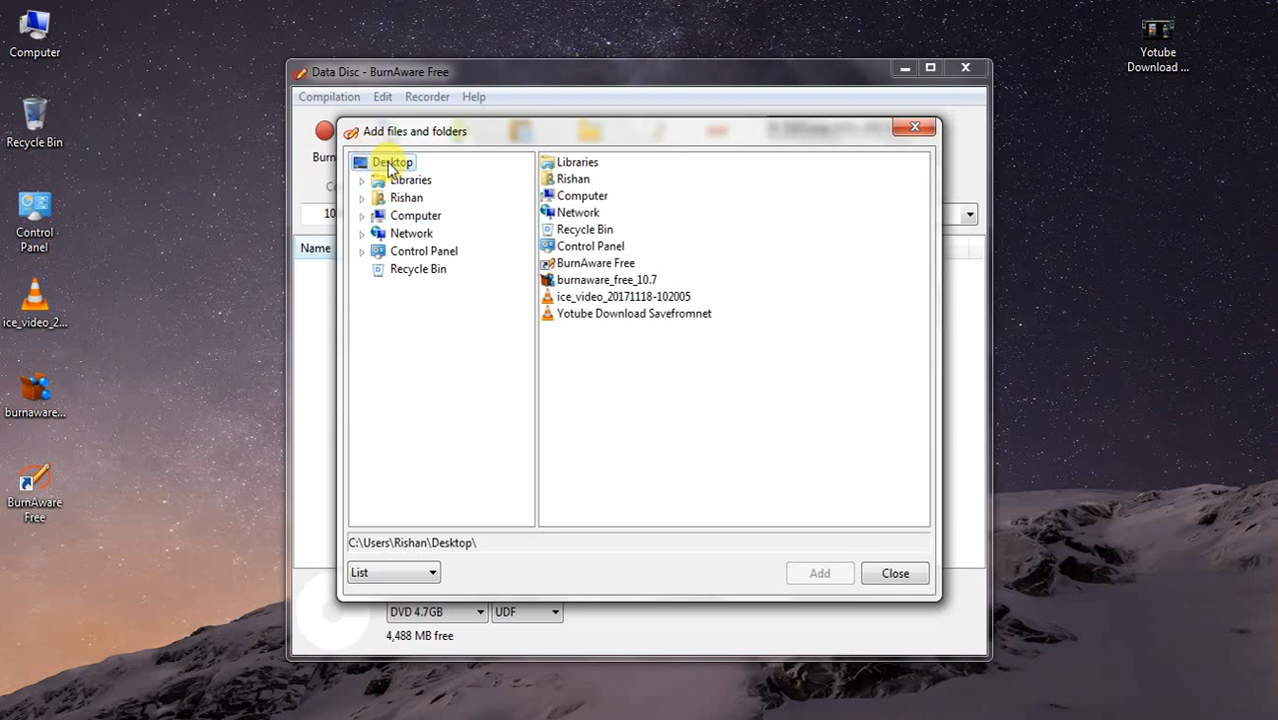 Computer
Recycle Bin
Control
Panel
ice_video_2...
burnaware...
BurnAware
Free
Yotube
Download ...
Data Disc - BurnAware Free
Compilation Edit Recorder Help
Burn
Name
Add files and folders
Desktop
Libraries
Rishan
Computer
Network
Control Panel
Recycle Bin
Libraries
Rishan
Computer
Network
Recycle Bin
Control Panel
BurnAware Free
burnaware_free_10.7
ice_video_20171118-102005
Yotube Download Savefromnet
C:\Users\Rishan\Desktop\
List
Add
Close
DVD 4.7GB
UDF
4,488 MB free